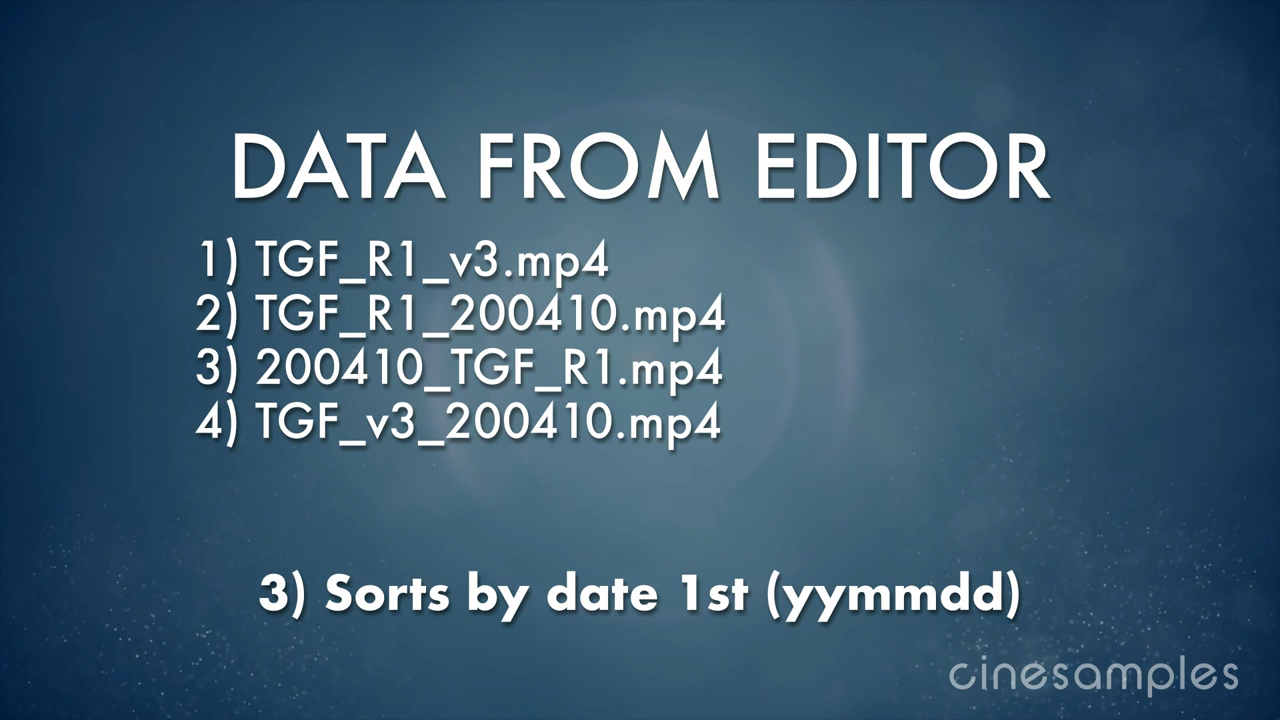 DATA FROM EDITOR
1) TGF_R1_v3.mp4
2) TGF_R1_200410.mp4
3) 200410_TGF_R1.mp4
4) TGF_v3_200410.mp4
3) Sorts by date 1st (yymmdd)
cinesamples